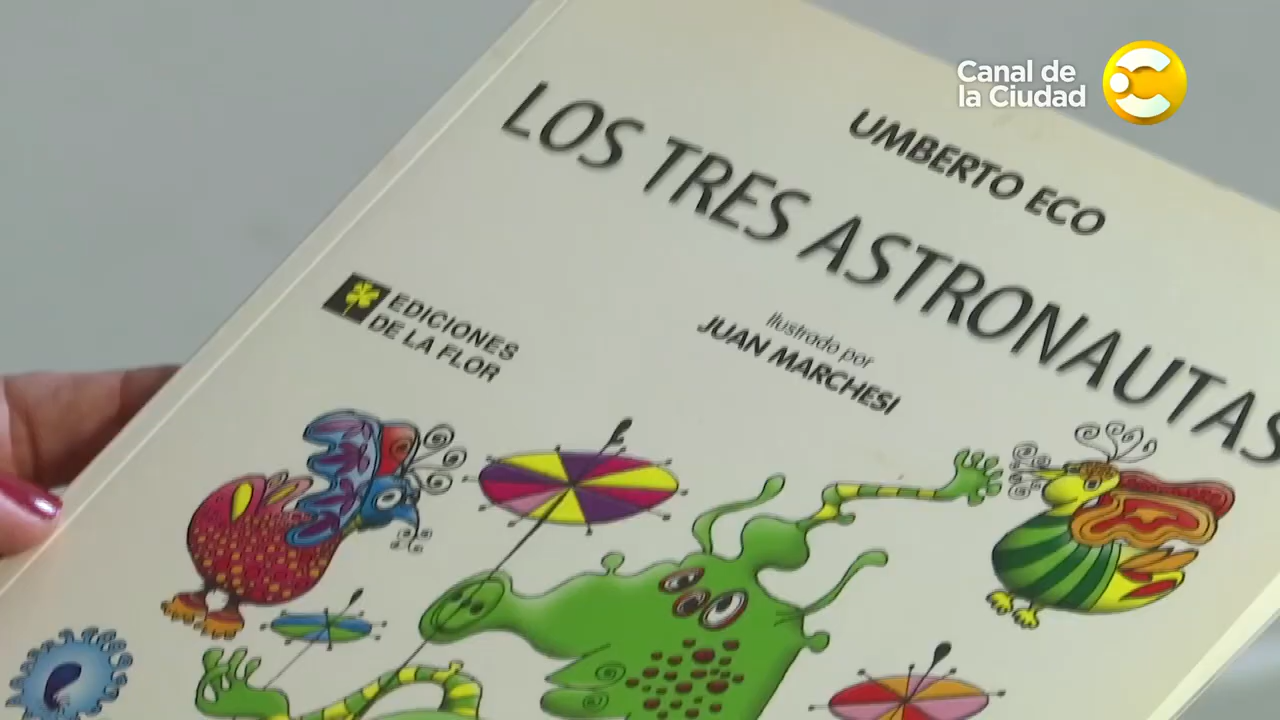 Canal de
la Ciudad
UMBERTO ECO
LOS TRES ASTRONAUTAS
Ilustrado por
JUAN MARCHESI
EDICIONES
DE LA FLOR